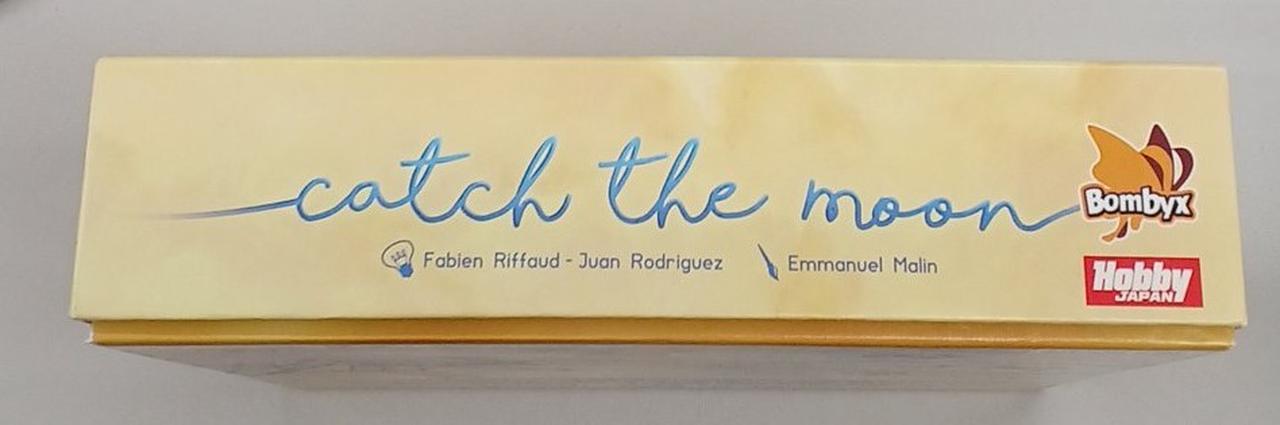 catch the moon
Fabien Riffaud - Juan Rodriguez Emmanuel Malin
Bombyx
Hobby
JAPAN